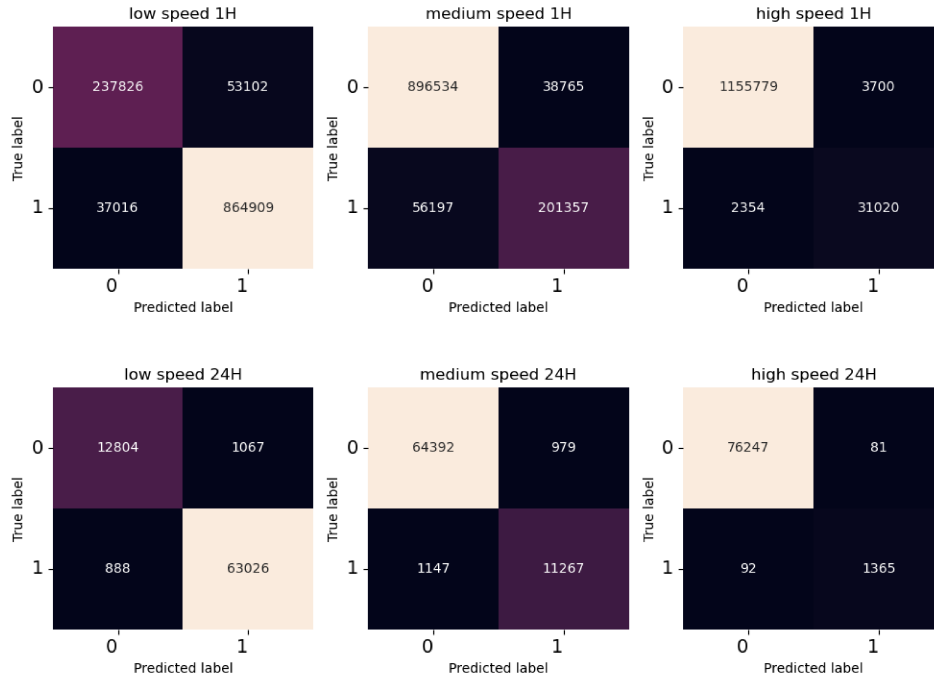 low speed 1H
medium speed 1H
high speed 1H
True label
0
237826
53102
1
37016
864909
0
1
Predicted label
True label
0
896534
38765
1
56197
201357
0
1
Predicted label
True label
0
1155779
3700
1
2354
31020
0
1
Predicted label
low speed 24H
medium speed 24H
high speed 24H
True label
0
12804
1067
1
888
63026
0
1
Predicted label
True label
0
64392
979
1
1147
11267
0
1
Predicted label
True label
0
76247
81
1
92
1365
0
1
Predicted label